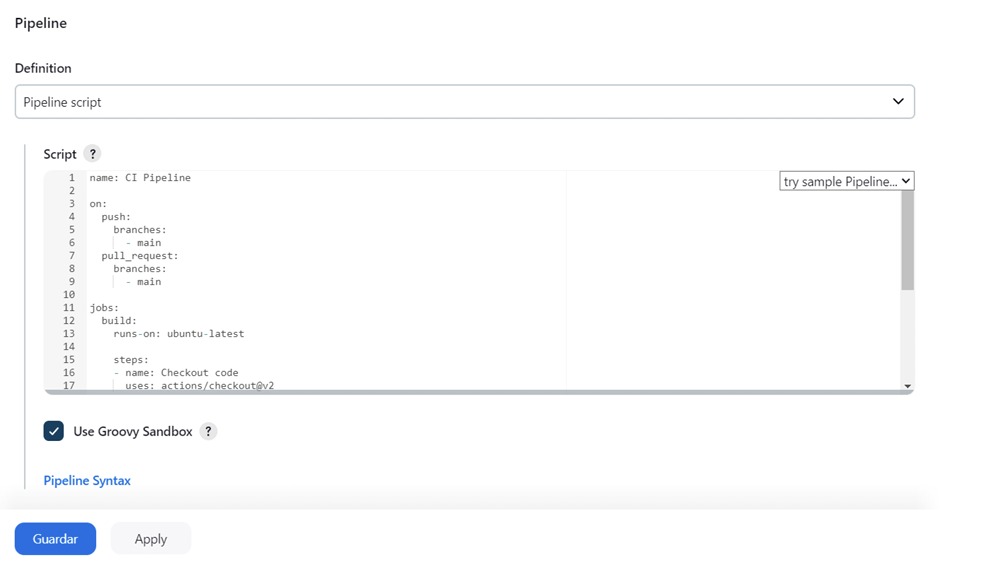 Pipeline
Definition
Pipeline script
Script ?
try sample Pipeline...
1 name: CI Pipeline
2
3 on:
4   push:
5     branches:
6       - main
7   pull_request:
8     branches:
9       - main
10
11 jobs:
12   build:
13     runs-on: ubuntu-latest
14
15     steps:
16     - name: Checkout code
17       uses: actions/checkout@v2
Use Groovy Sandbox ?
Pipeline Syntax
Guardar Apply